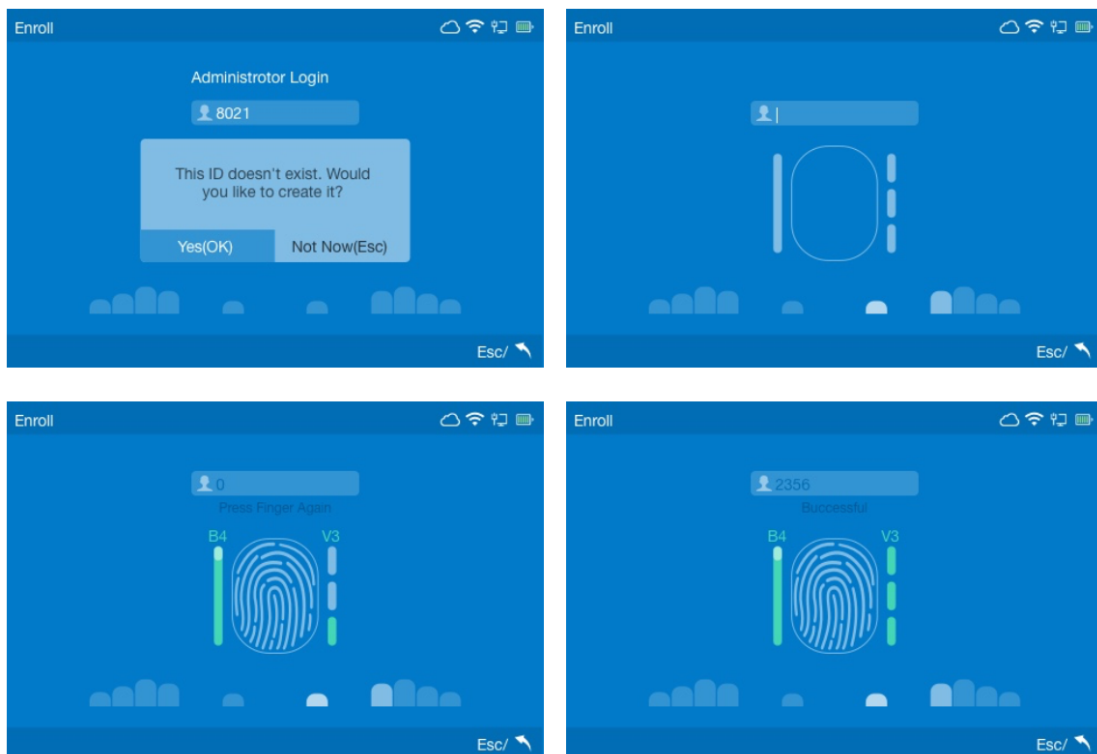 Enroll
Administrotor Login
8021
This ID doesn't exist. Would
you like to create it?
Yes(OK) Not Now(Esc)
Esc/
Enroll
Esc/
Enroll
0
Press Finger Again
B4 V3
Esc/
Enroll
2356
Buccessful
B4 V3
Esc/